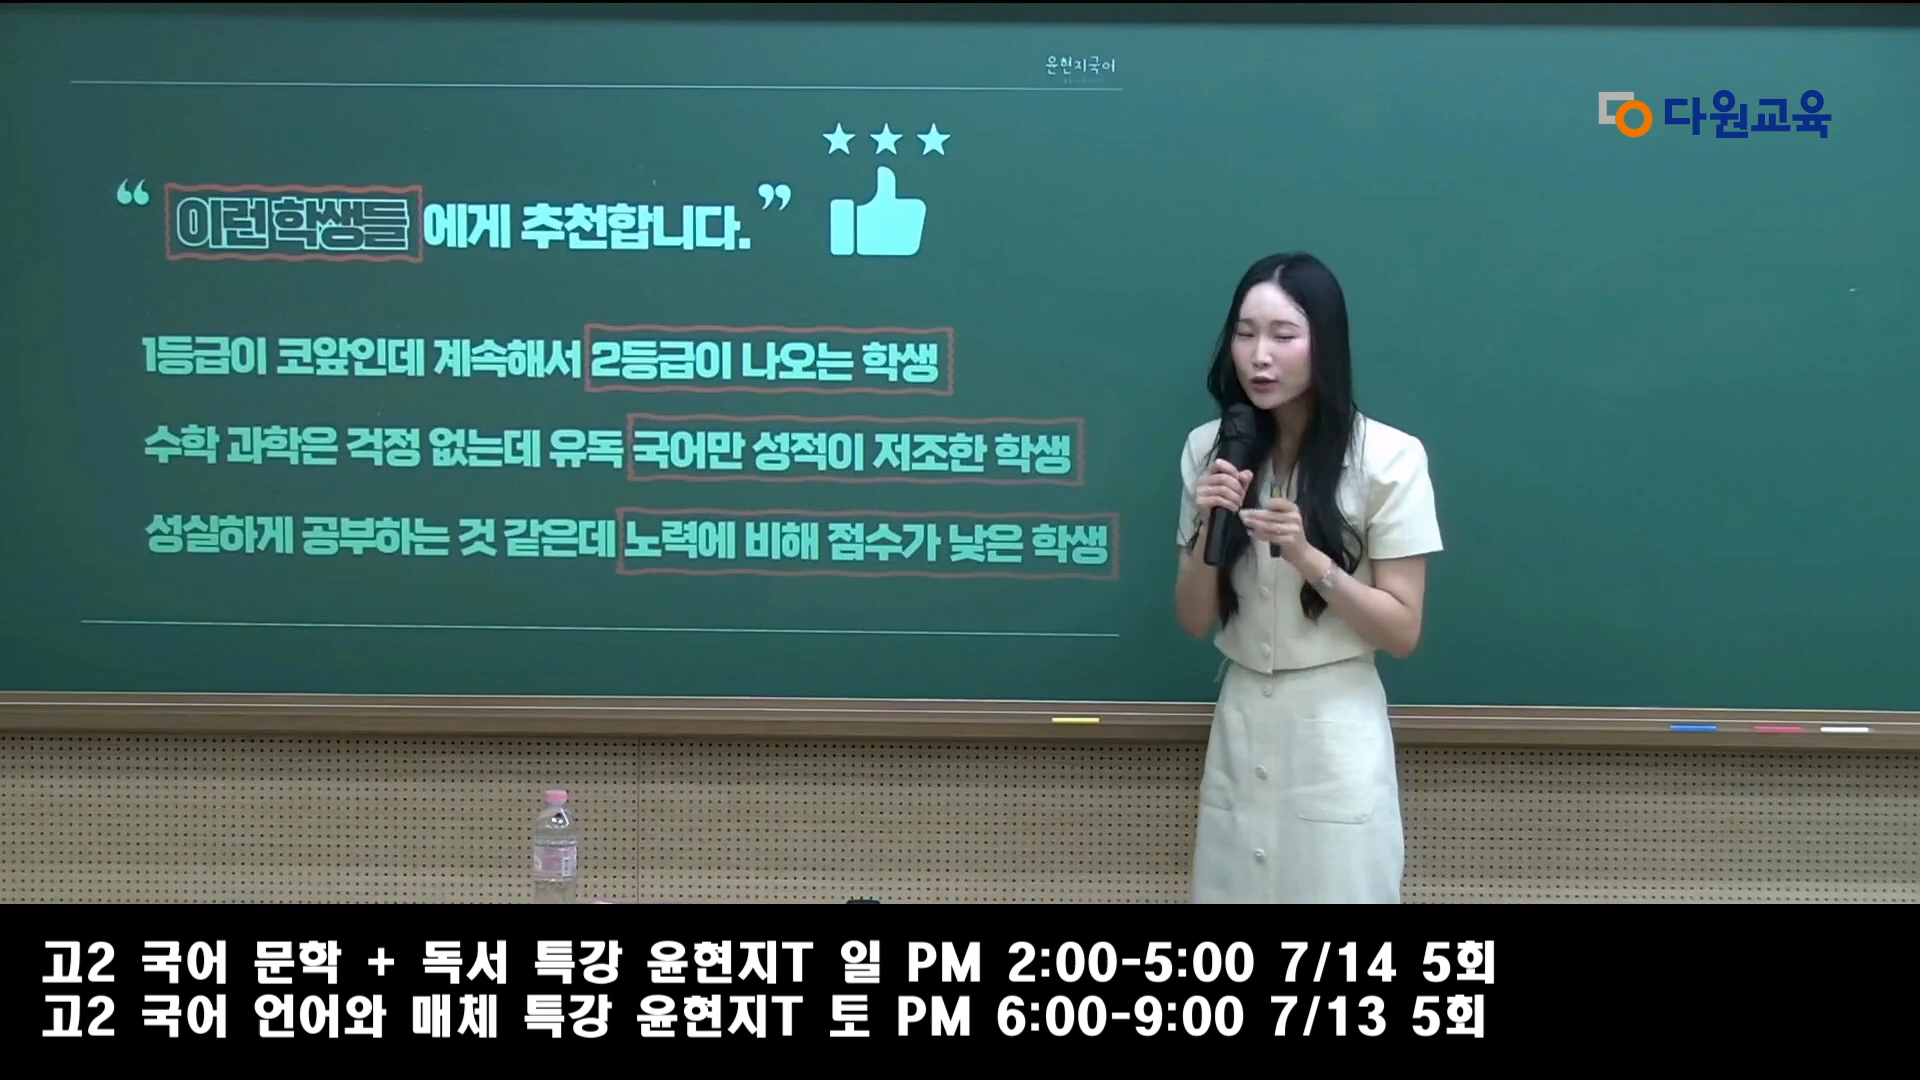 윤현지국어
다원교육
“ 이런 학생들에게 추천합니다. ”
1등급이 코앞인데 계속해서 2등급이 나오는 학생
수학 과학은 걱정 없는데 유독 국어만 성적이 저조한 학생
성실하게 공부하는 것 같은데 노력에 비해 점수가 낮은 학생
고2 국어 문학 + 독서 특강 윤현지T 일 PM 2:00-5:00 7/14 5회
고2 국어 언어와 매체 특강 윤현지T 토 PM 6:00-9:00 7/13 5회